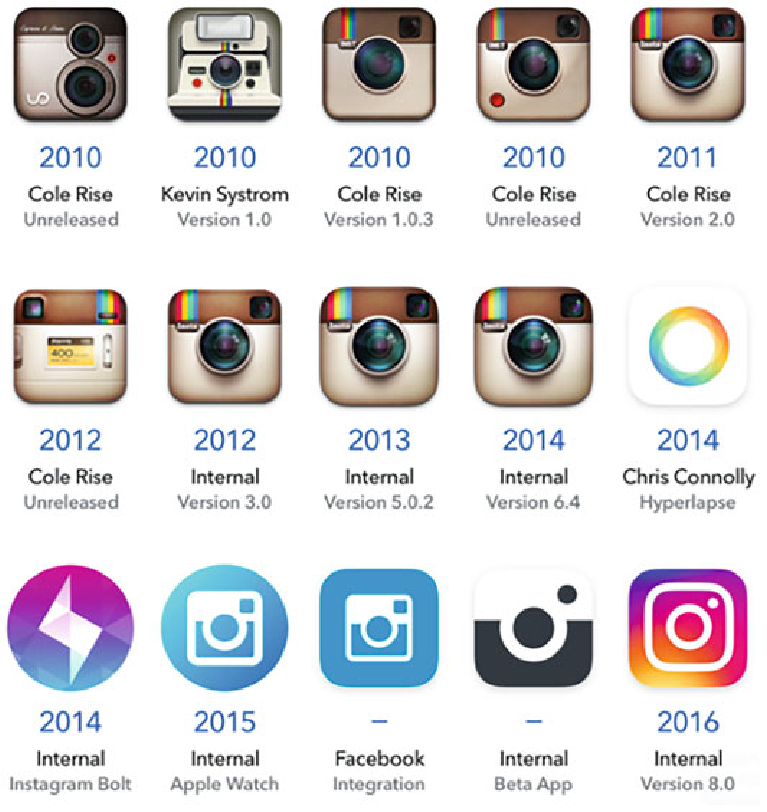 2010
Cole Rise
Unreleased
2010
Kevin Systrom
Version 1.0
2010
Cole Rise
Version 1.0.3
2010
Cole Rise
Unreleased
2011
Cole Rise
Version 2.0
400
2012
Cole Rise
Unreleased
2012
Internal
Version 3.0
2013
Internal
Version 5.0.2
2014
Internal
Version 6.4
2014
Chris Connolly
Hyperlapse
2014
Internal
Instagram Bolt
2015
Internal
Apple Watch
–
Facebook
Integration
–
Internal
Beta App
2016
Internal
Version 8.0